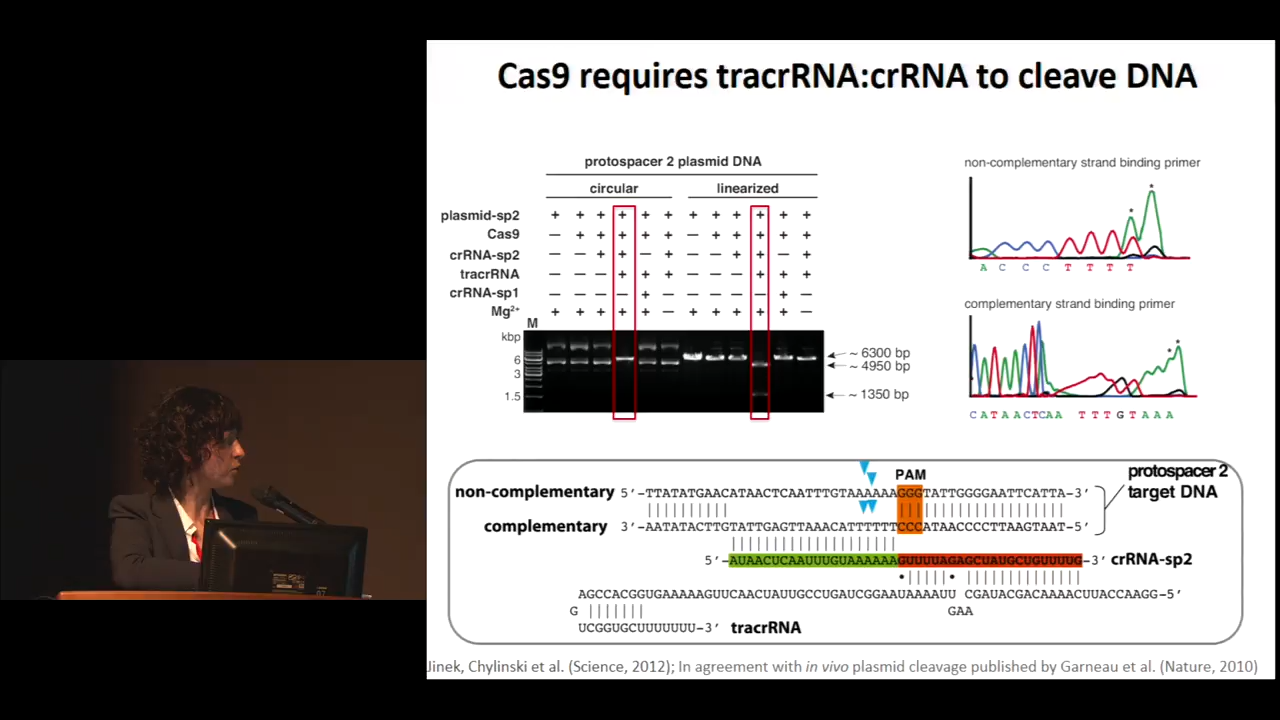 Cas9 requires tracrRNA:crRNA to cleave DNA
protospacer 2 plasmid DNA
circular linearized
plasmid-sp2 + + + + + + + + + + + +
Cas9 — + + + + + — + + + + +
crRNA-sp2 — — + + — + — — + + — +
tracrRNA — — — + + + — — — + + +
crRNA-sp1 — — — — + — — — — — + —
Mg²⁺ + + + + + — + + + + + —
M
kbp
6
3
1.5
~ 6300 bp
~ 4950 bp
~ 1350 bp
non-complementary strand binding primer
* *
A C C C T T T T
complementary strand binding primer
* *
CATAACTCAA TTTGTAAA
PAM
protospacer 2
target DNA
non-complementary 5’-TTATATGAACATAACTCAATTTGTAAAAAAGGGTATTGGGGAATTCATTA-3’
complementary 3’-AATATACTTGTATTGAGTTAAACATTTTTTCCCATAACCCCTTAAGTAAT-5’
5’-AUAACUCAAUUUGUAAAAAAGUUUUAGAGCUAUGCUGUUUUG-3’ crRNA-sp2
AGCCACGGUGAAAAAGUUCAACUAUUGCCUGAUCGGAAUAAAAUU CGAUACGACAAAACUUACCAAGG-5’
G GAA
UCGGUGCUUUUUUU-3’ tracrRNA
Jinek, Chylinski et al. (Science, 2012); In agreement with in vivo plasmid cleavage published by Garneau et al. (Nature, 2010)